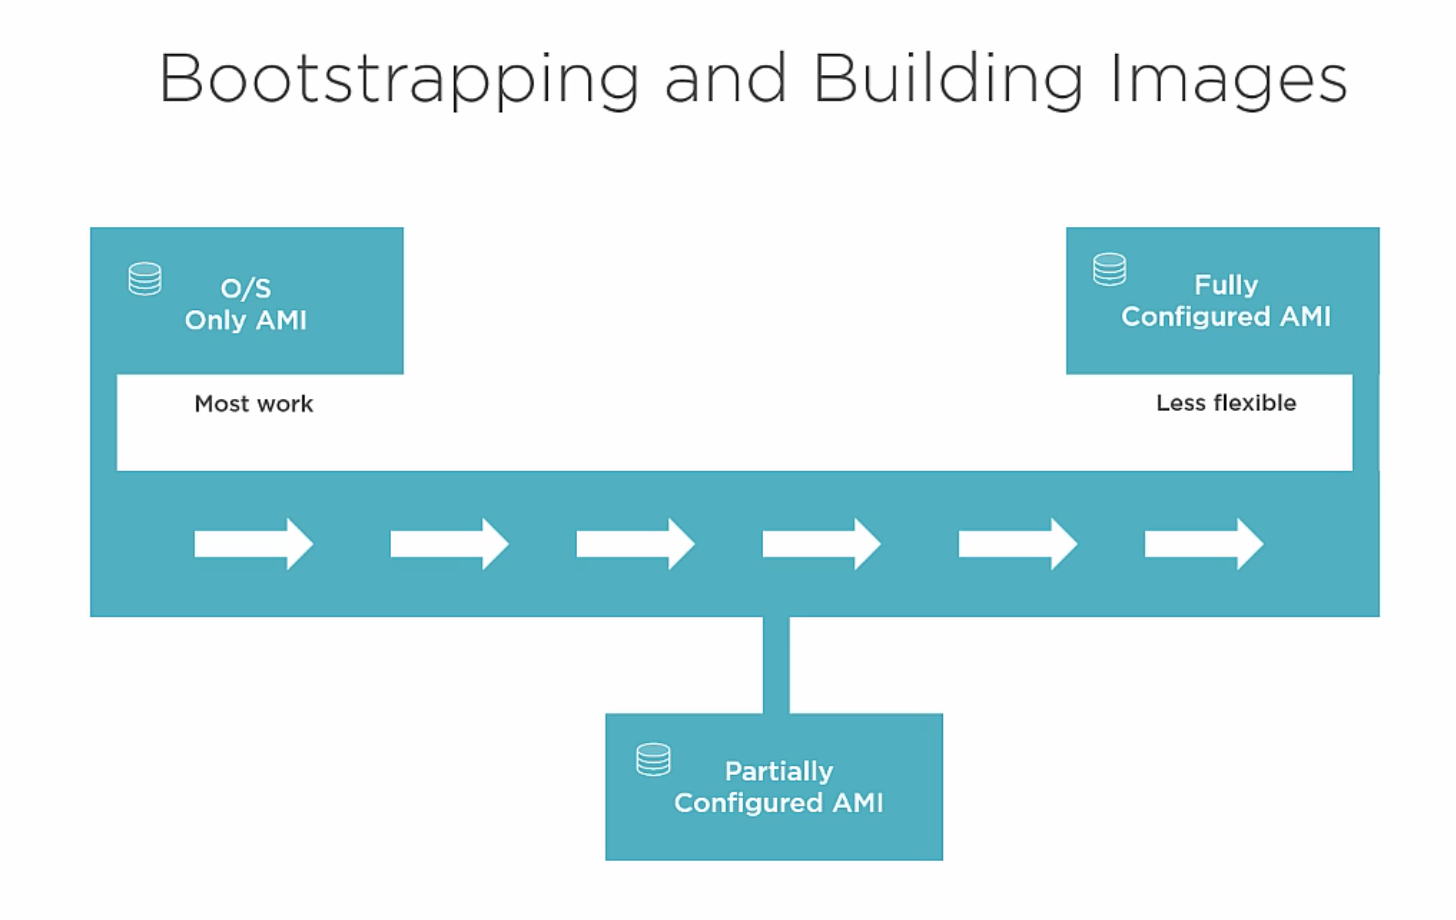 Bootstrapping and Building Images
O/S
Only AMI
Fully
Configured AMI
Most work
Less flexible
Partially
Configured AMI